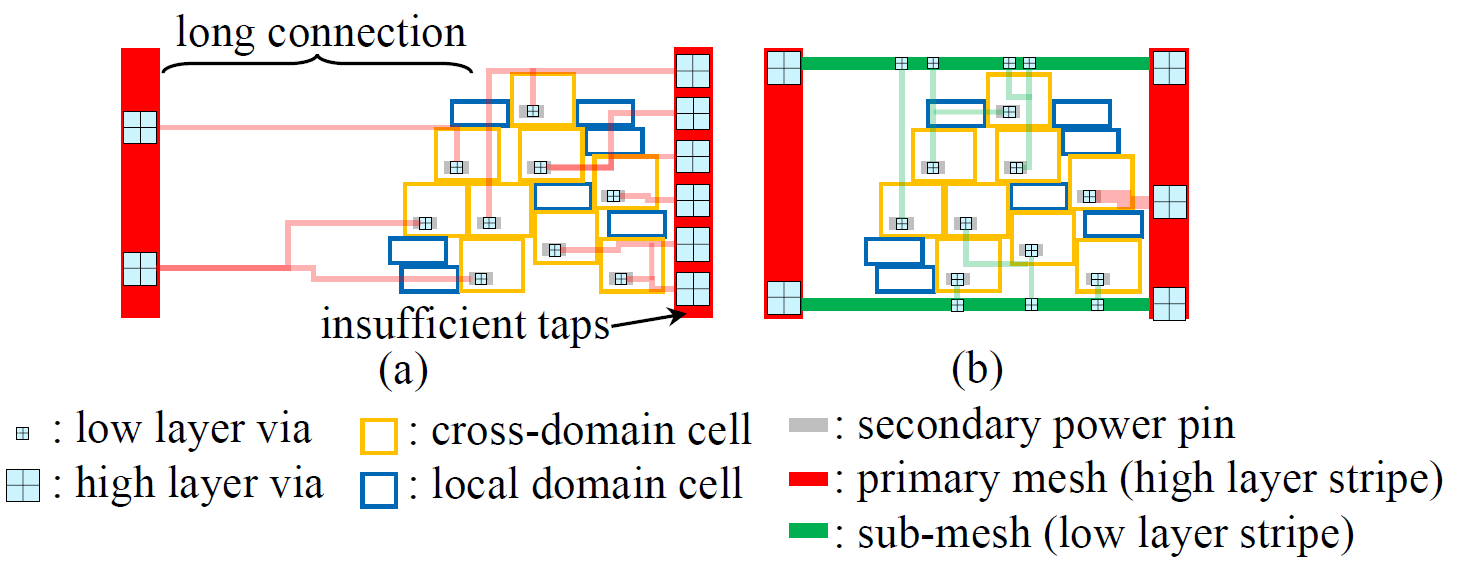 long connection
insufficient taps
(a)
(b)
: low layer via
: cross-domain cell
: secondary power pin
: high layer via
: local domain cell
: primary mesh (high layer stripe)
: sub-mesh (low layer stripe)